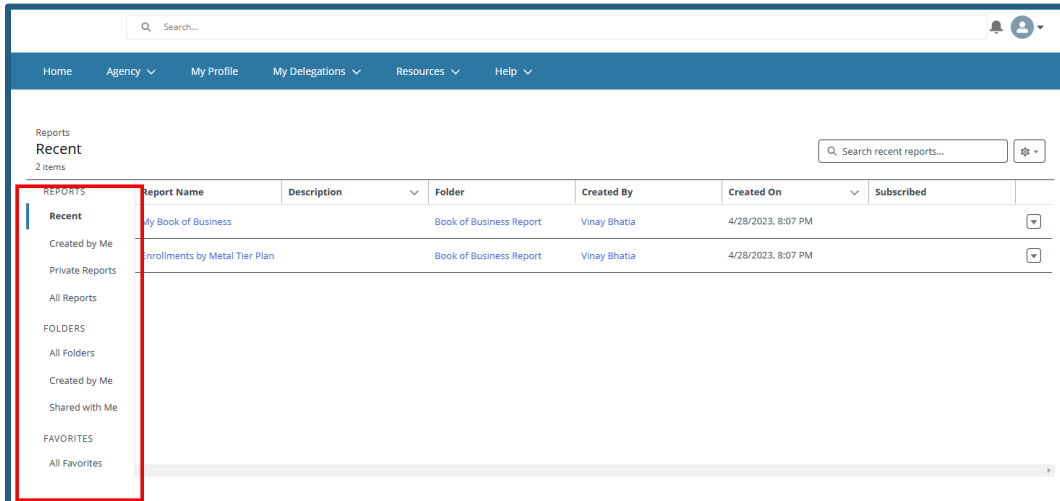 Search...
Home Agency My Profile My Delegations Resources Help
Reports
Recent
2 items
Search recent reports...
REPORTS
Recent
Created by Me
Private Reports
All Reports
FOLDERS
All Folders
Created by Me
Shared with Me
FAVORITES
All Favorites
Report Name Description Folder Created By Created On Subscribed
My Book of Business Book of Business Report Vinay Bhatia 4/28/2023, 8:07 PM
Enrollments by Metal Tier Plan Book of Business Report Vinay Bhatia 4/28/2023, 8:07 PM